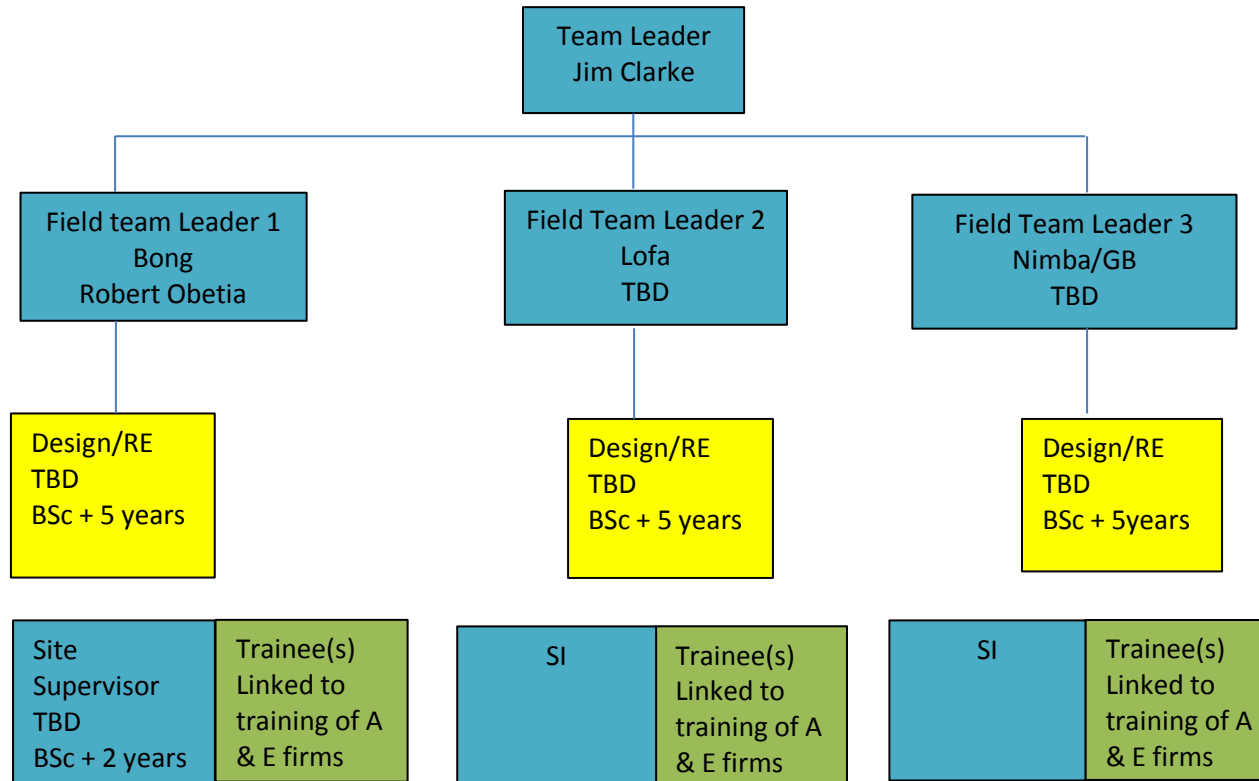 Team Leader
Jim Clarke
Field team Leader 1
Bong
Robert Obetia
Field Team Leader 2
Lofa
TBD
Field Team Leader 3
Nimba/GB
TBD
Design/RE
TBD
BSc + 5 years
Design/RE
TBD
BSc + 5 years
Design/RE
TBD
BSc + 5years
Site
Supervisor
TBD
BSc + 2 years
Trainee(s)
Linked to
training of A
& E firms
SI
Trainee(s)
Linked to
training of A
& E firms
SI
Trainee(s)
Linked to
training of A
& E firms